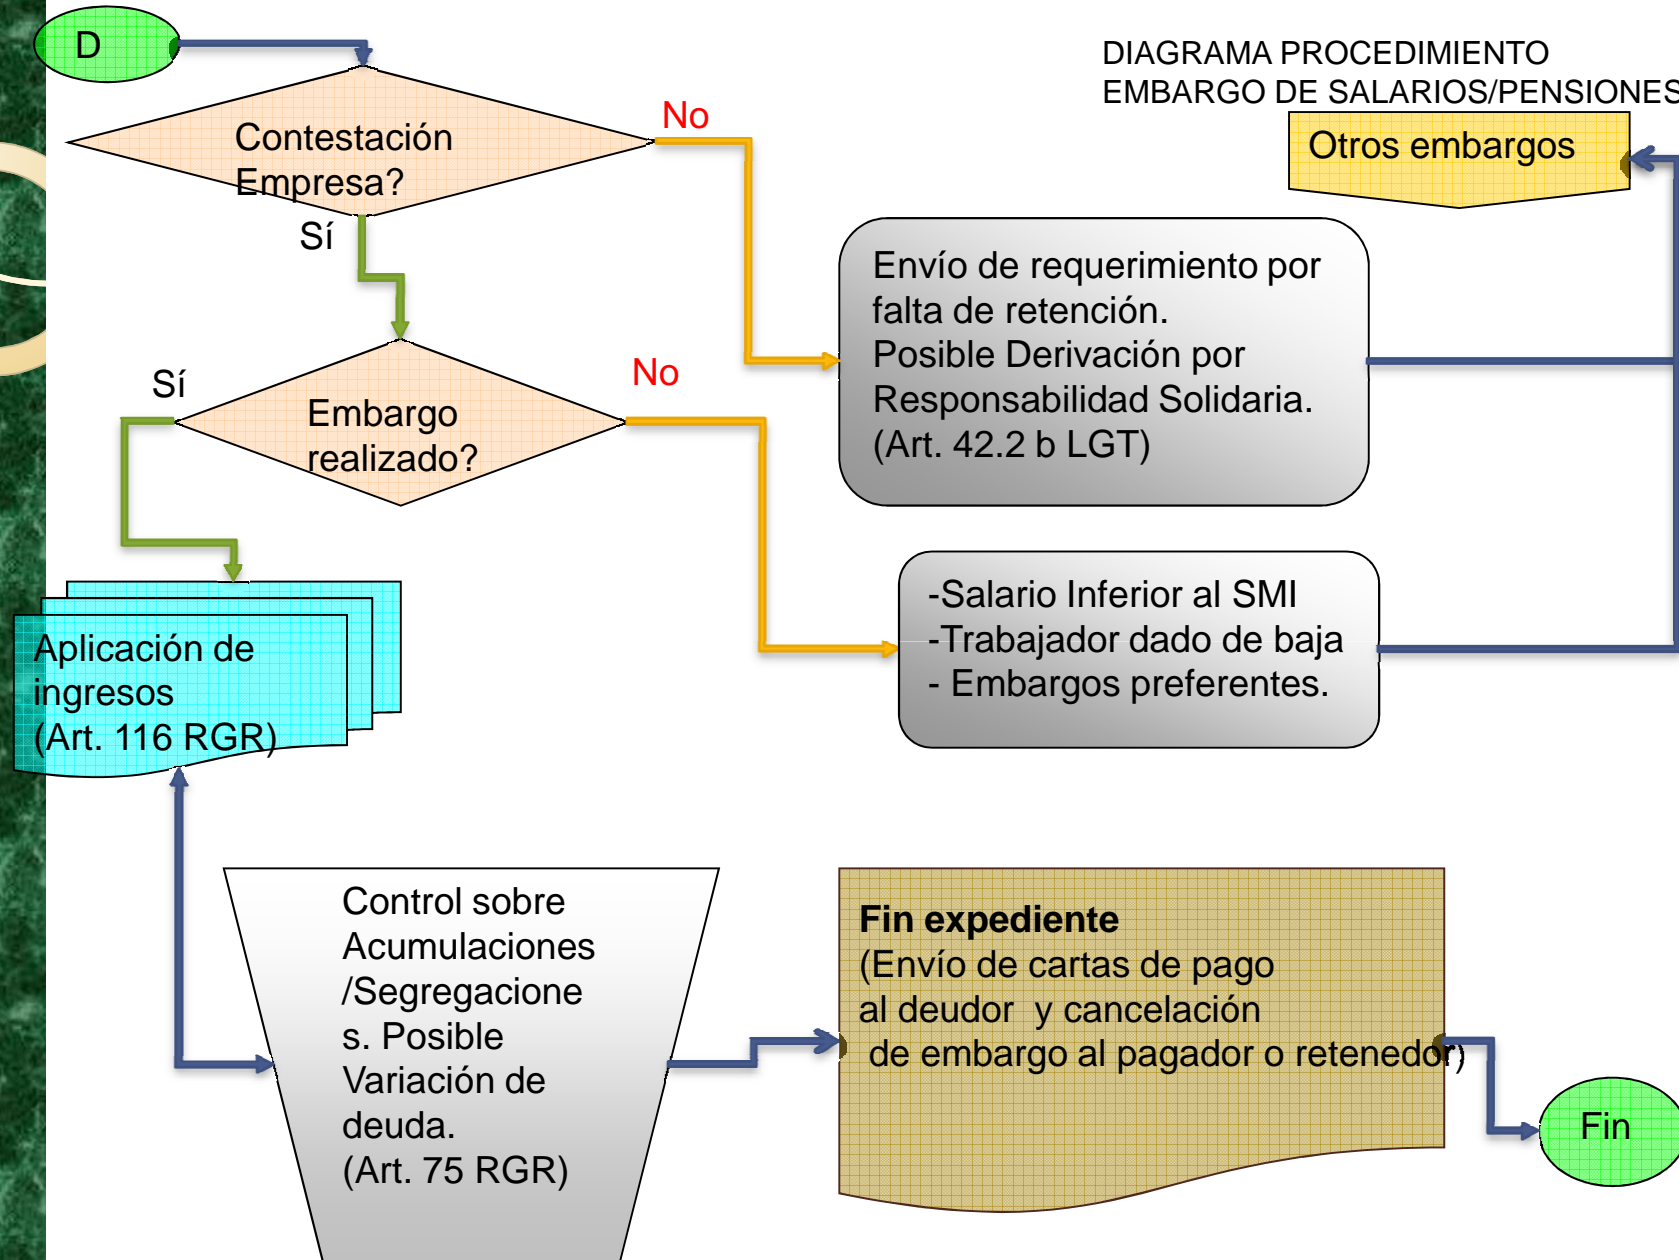 D
DIAGRAMA PROCEDIMIENTO
EMBARGO DE SALARIOS/PENSIONES
Contestación
Empresa?
No
Sí
Otros embargos
Envío de requerimiento por
falta de retención.
Posible Derivación por
Responsabilidad Solidaria.
(Art. 42.2 b LGT)
Sí
Embargo
realizado?
No
-Salario Inferior al SMI
-Trabajador dado de baja
- Embargos preferentes.
Aplicación de
ingresos
(Art. 116 RGR)
Control sobre
Acumulaciones
/Segregacione
s. Posible
Variación de
deuda.
(Art. 75 RGR)
Fin expediente
(Envío de cartas de pago
al deudor  y cancelación
de embargo al pagador o retenedor)
Fin